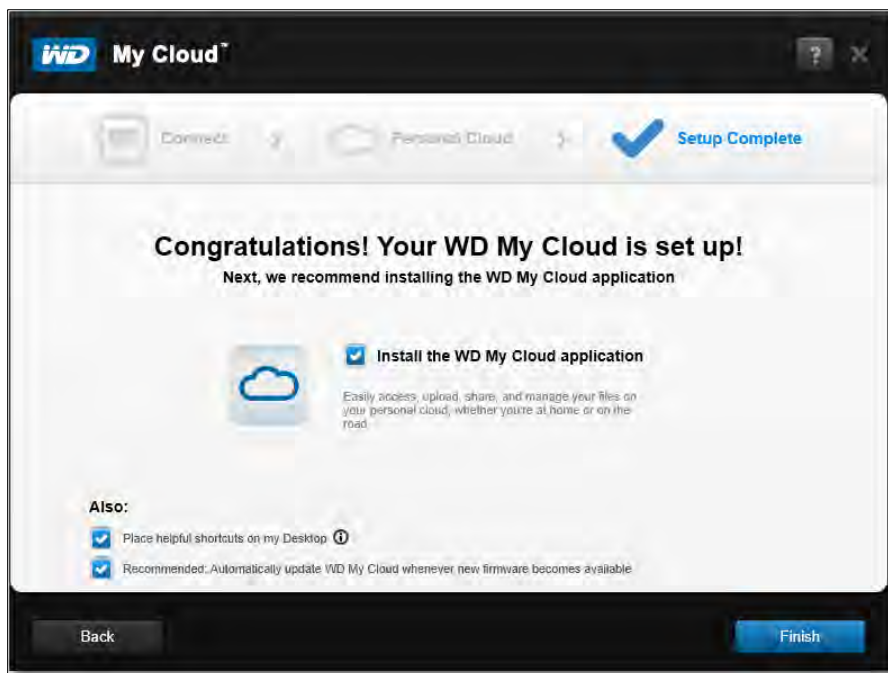 WD My Cloud™ ? ×
Connect > Personal Cloud > Setup Complete
Congratulations! Your WD My Cloud is set up!
Next, we recommend installing the WD My Cloud application
Install the WD My Cloud application
Easily access, upload, share, and manage your files on
your personal cloud, whether you're at home or on the
road
Also:
Place helpful shortcuts on my Desktop
Recommended: Automatically update WD My Cloud whenever new firmware becomes available
Back Finish